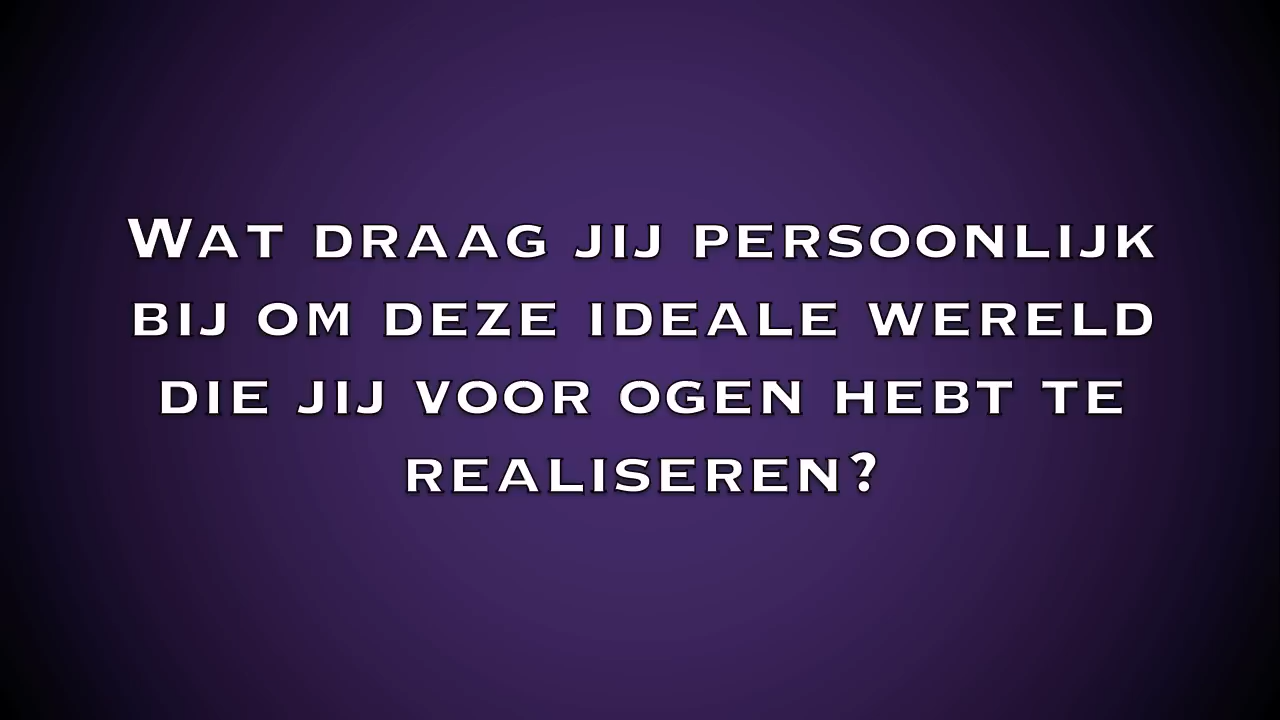 Wat draag jij persoonlijk
bij om deze ideale wereld
die jij voor ogen hebt te
realiseren?